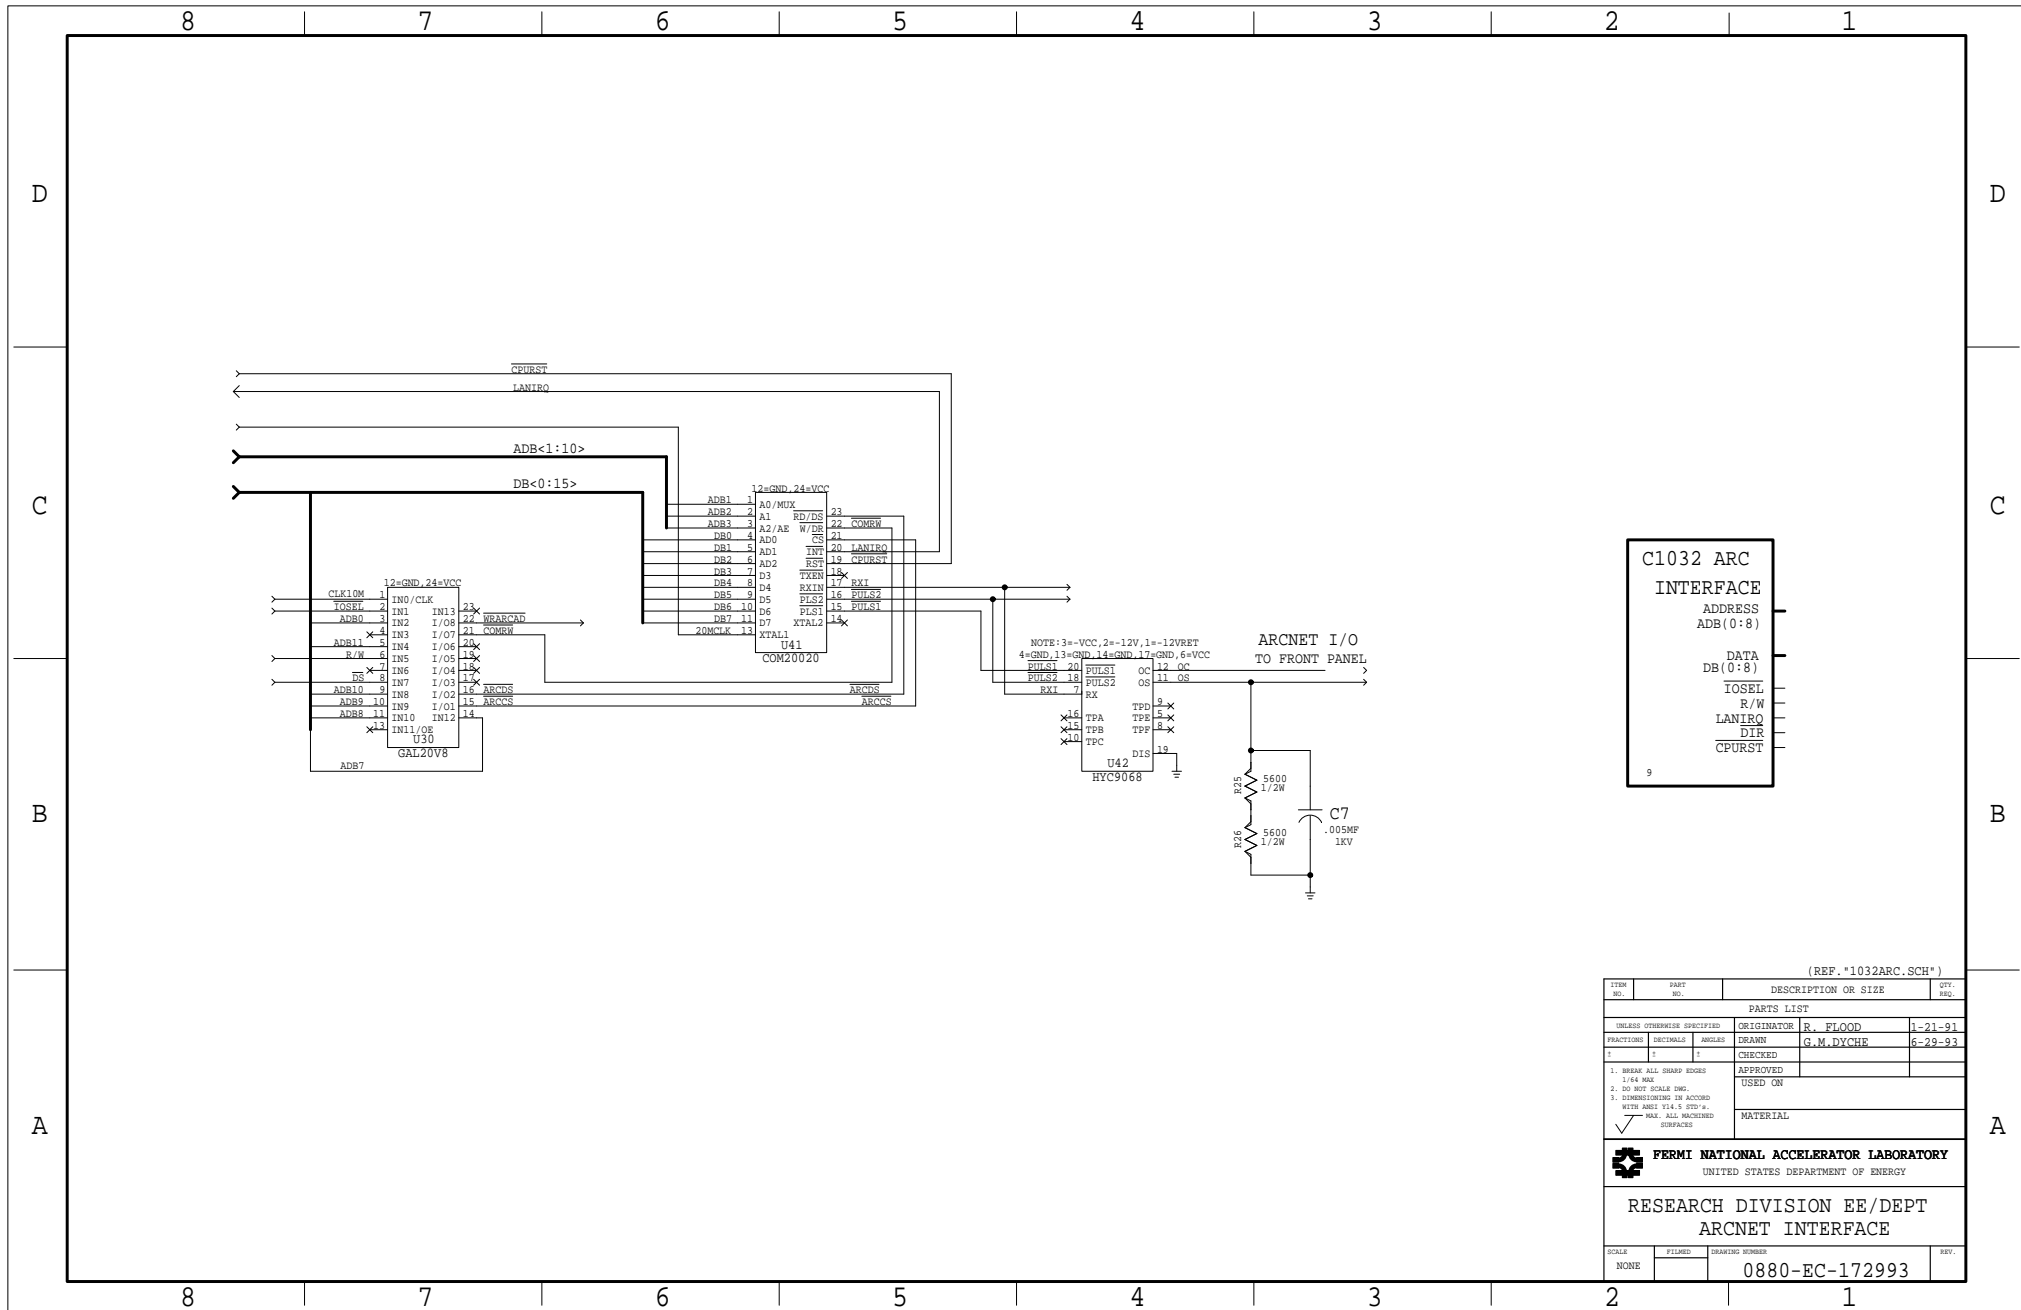 8 7 6 5 4 3 2 1
D D
C C
B B
A A
CPURST
LANIRQ
ADB<1:10>
DB<0:15>
12=GND,24=VCC
ADB1 1 A0/MUX
ADB2 2 A1 RD/DS 23
ADB3 3 A2/AE W/DR 22 COMRW
DB0 4 AD0 CS 21
DB1 5 AD1 INT 20 LANIRQ
DB2 6 AD2 RST 19 CPURST
DB3 7 D3 TXEN 18
DB4 8 D4 RXIN 17 RXI
DB5 9 D5 PLS2 16 PULS2
DB6 10 D6 PLS1 15 PULS1
DB7 11 D7 XTAL2 14
20MCLK 13 XTAL1
U41
COM20020
12=GND,24=VCC
CLK10M 1 IN0/CLK
IOSEL 2 IN1 IN13 23
ADB0 3 IN2 I/O8 22 WRARCAD
4 IN3 I/O7 21 COMRW
ADB11 5 IN4 I/O6 20
R/W 6 IN5 I/O5 19
7 IN6 I/O4 18
DS 8 IN7 I/O3 17
ADB10 9 IN8 I/O2 16 ARCDS
ADB9 10 IN9 I/O1 15 ARCCS
ADB8 11 IN10 IN12 14
13 IN11/OE
U30
GAL20V8
ADB7
ARCDS
ARCCS
NOTE:3=-VCC,2=-12V,1=-12VRET
4=GND,13=GND,14=GND,17=GND,6=VCC
PULS1 20 PULS1 OC 12 OC
PULS2 18 PULS2 OS 11 OS
RXI 7 RX
TPD 9
16 TPA TPE 5
15 TPB TPF 8
10 TPC
DIS 19
U42
HYC9068
ARCNET I/O
TO FRONT PANEL
R25 5600
1/2W
R26 5600
1/2W
C7
.005MF
1KV
C1032 ARC
INTERFACE
ADDRESS
ADB(0:8)
DATA
DB(0:8)
IOSEL
R/W
LANIRQ
DIR
CPURST
9
(REF."1032ARC.SCH")
ITEM NO. PART NO. DESCRIPTION OR SIZE QTY. REQ.
PARTS LIST
UNLESS OTHERWISE SPECIFIED
FRACTIONS DECIMALS ANGLES
ORIGINATOR R. FLOOD 1-21-91
DRAWN G.M.DYCHE 6-29-93
CHECKED
APPROVED
USED ON
MATERIAL
1. BREAK ALL SHARP EDGES
1/64 MAX
2. DO NOT SCALE DWG.
3. DIMENSIONING IN ACCORD
WITH ANSI Y14.5 STD's.
MAX. ALL MACHINED
SURFACES
FERMI NATIONAL ACCELERATOR LABORATORY
UNITED STATES DEPARTMENT OF ENERGY
RESEARCH DIVISION EE/DEPT
ARCNET INTERFACE
SCALE FILMED DRAWING NUMBER REV.
NONE 0880-EC-172993
8 7 6 5 4 3 2 1